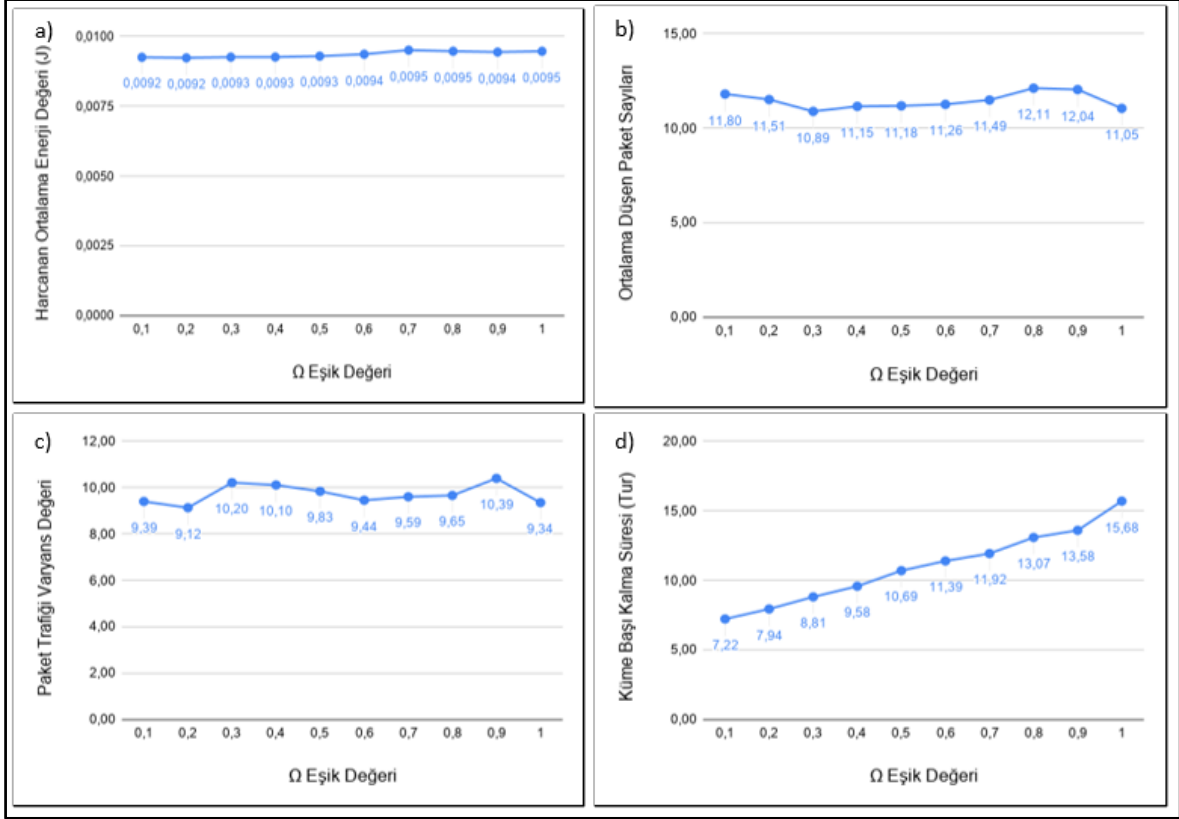 a)
Harcanan Ortalama Enerji Değeri (J)
0,0100
0,0075
0,0050
0,0025
0,0000
0,0092 0,0092 0,0093 0,0093 0,0093 0,0094 0,0095 0,0095 0,0094 0,0095
0,1 0,2 0,3 0,4 0,5 0,6 0,7 0,8 0,9 1
Ω Eşik Değeri
b)
Ortalama Düşen Paket Sayıları
15,00
10,00
5,00
0,00
11,80 11,51 10,89 11,15 11,18 11,26 11,49 12,11 12,04 11,05
0,1 0,2 0,3 0,4 0,5 0,6 0,7 0,8 0,9 1
Ω Eşik Değeri
c)
Paket Trafiği Varyans Değeri
12,00
10,00
8,00
6,00
4,00
2,00
0,00
9,39 9,12 10,20 10,10 9,83 9,44 9,59 9,65 10,39 9,34
0,1 0,2 0,3 0,4 0,5 0,6 0,7 0,8 0,9 1
Ω Eşik Değeri
d)
Küme Başı Kalma Süresi (Tur)
20,00
15,00
10,00
5,00
0,00
7,22 7,94 8,81 9,58 10,69 11,39 11,92 13,07 13,58 15,68
0,1 0,2 0,3 0,4 0,5 0,6 0,7 0,8 0,9 1
Ω Eşik Değeri